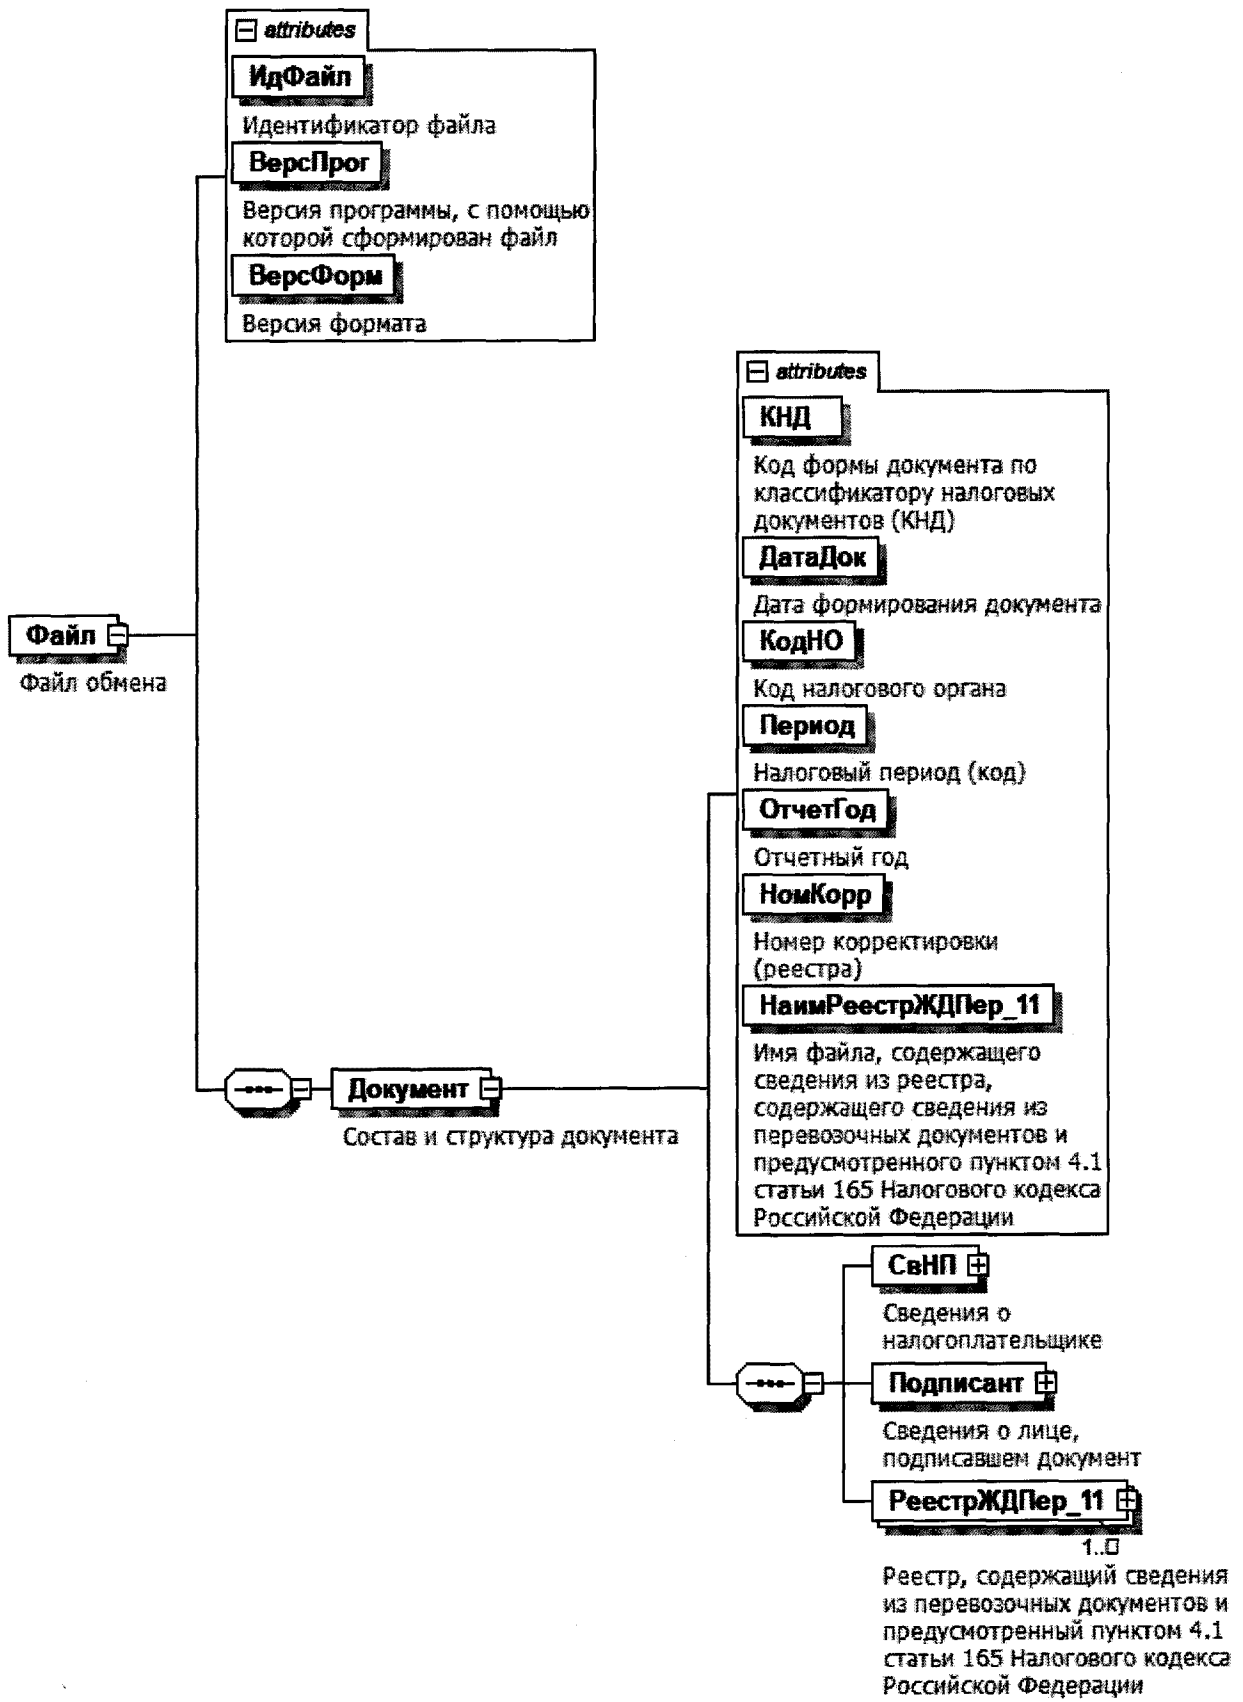 attributes
ИдФайл
Идентификатор файла
ВерсПрог
Версия программы, с помощью
которой сформирован файл
ВерсФорм
Версия формата
Файл
Файл обмена
Документ
Состав и структура документа
attributes
КНД
Код формы документа по
классификатору налоговых
документов (КНД)
ДатаДок
Дата формирования документа
КодНО
Код налогового органа
Период
Налоговый период (код)
ОтчетГод
Отчетный год
НомКорр
Номер корректировки
(реестра)
НаимРеестрЖДПер_11
Имя файла, содержащего
сведения из реестра,
содержащего сведения из
перевозочных документов и
предусмотренного пунктом 4.1
статьи 165 Налогового кодекса
Российской Федерации
СвНП
Сведения о
налогоплательщике
Подписант
Сведения о лице,
подписавшем документ
РеестрЖДПер_11
1..□
Реестр, содержащий сведения
из перевозочных документов и
предусмотренный пунктом 4.1
статьи 165 Налогового кодекса
Российской Федерации